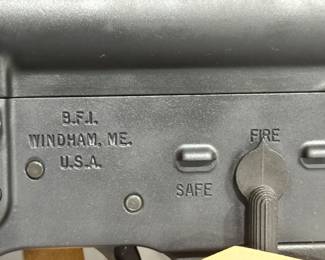 B.F.I.
WINDHAM, ME.
U.S.A.
FIRE
SAFE